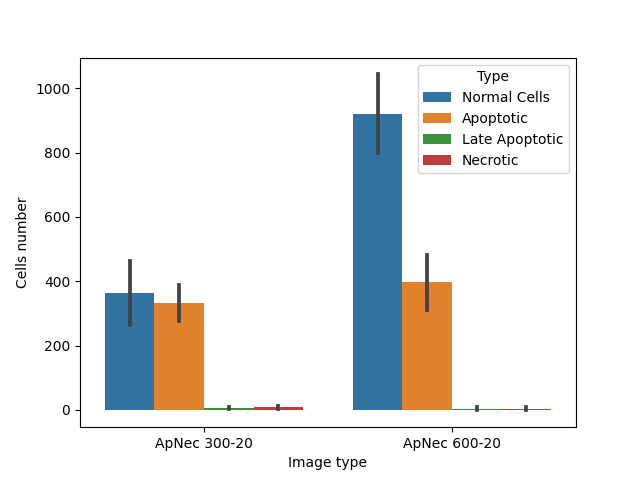 Type
Normal Cells
Apoptotic
Late Apoptotic
Necrotic
Cells number
1000
800
600
400
200
0
ApNec 300-20
ApNec 600-20
Image type